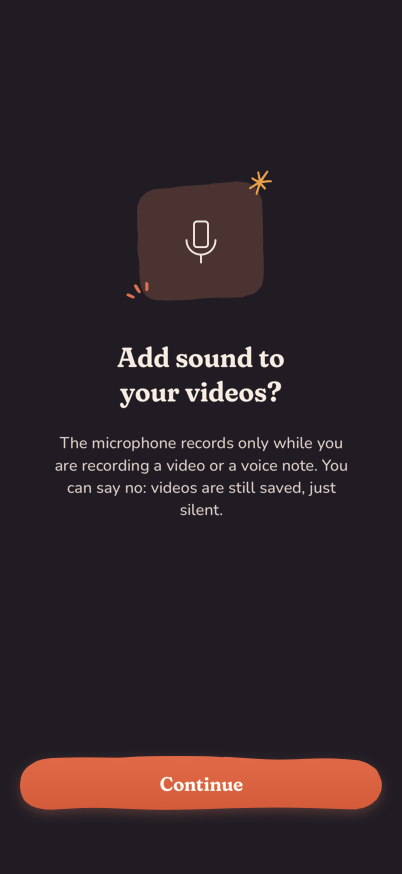 Add sound to
your videos?
The microphone records only while you
are recording a video or a voice note. You
can say no: videos are still saved, just
silent.
Continue